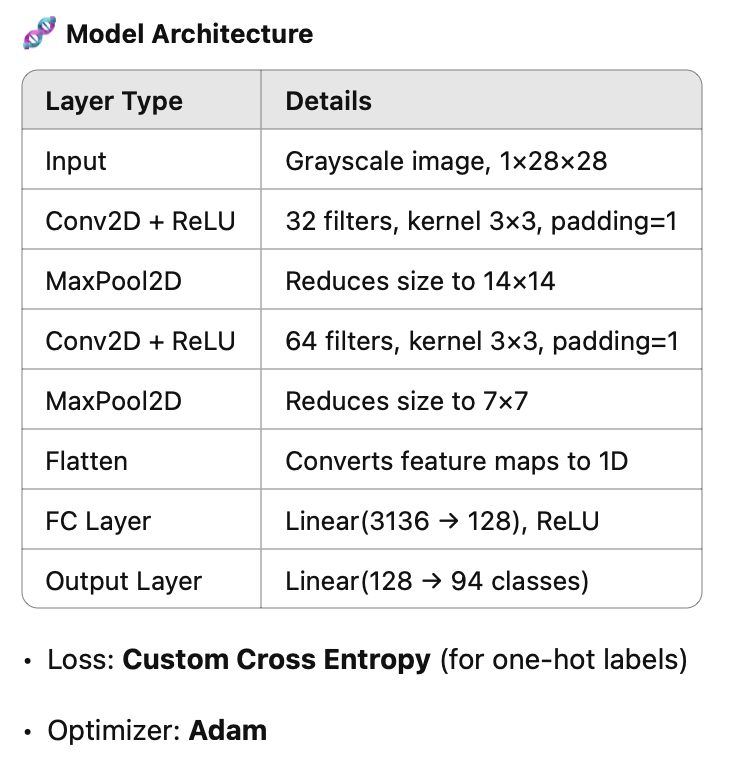 🧬 Model Architecture
Layer Type Details
Input Grayscale image, 1×28×28
Conv2D + ReLU 32 filters, kernel 3×3, padding=1
MaxPool2D Reduces size to 14×14
Conv2D + ReLU 64 filters, kernel 3×3, padding=1
MaxPool2D Reduces size to 7×7
Flatten Converts feature maps to 1D
FC Layer Linear(3136 → 128), ReLU
Output Layer Linear(128 → 94 classes)
• Loss: Custom Cross Entropy (for one-hot labels)
• Optimizer: Adam